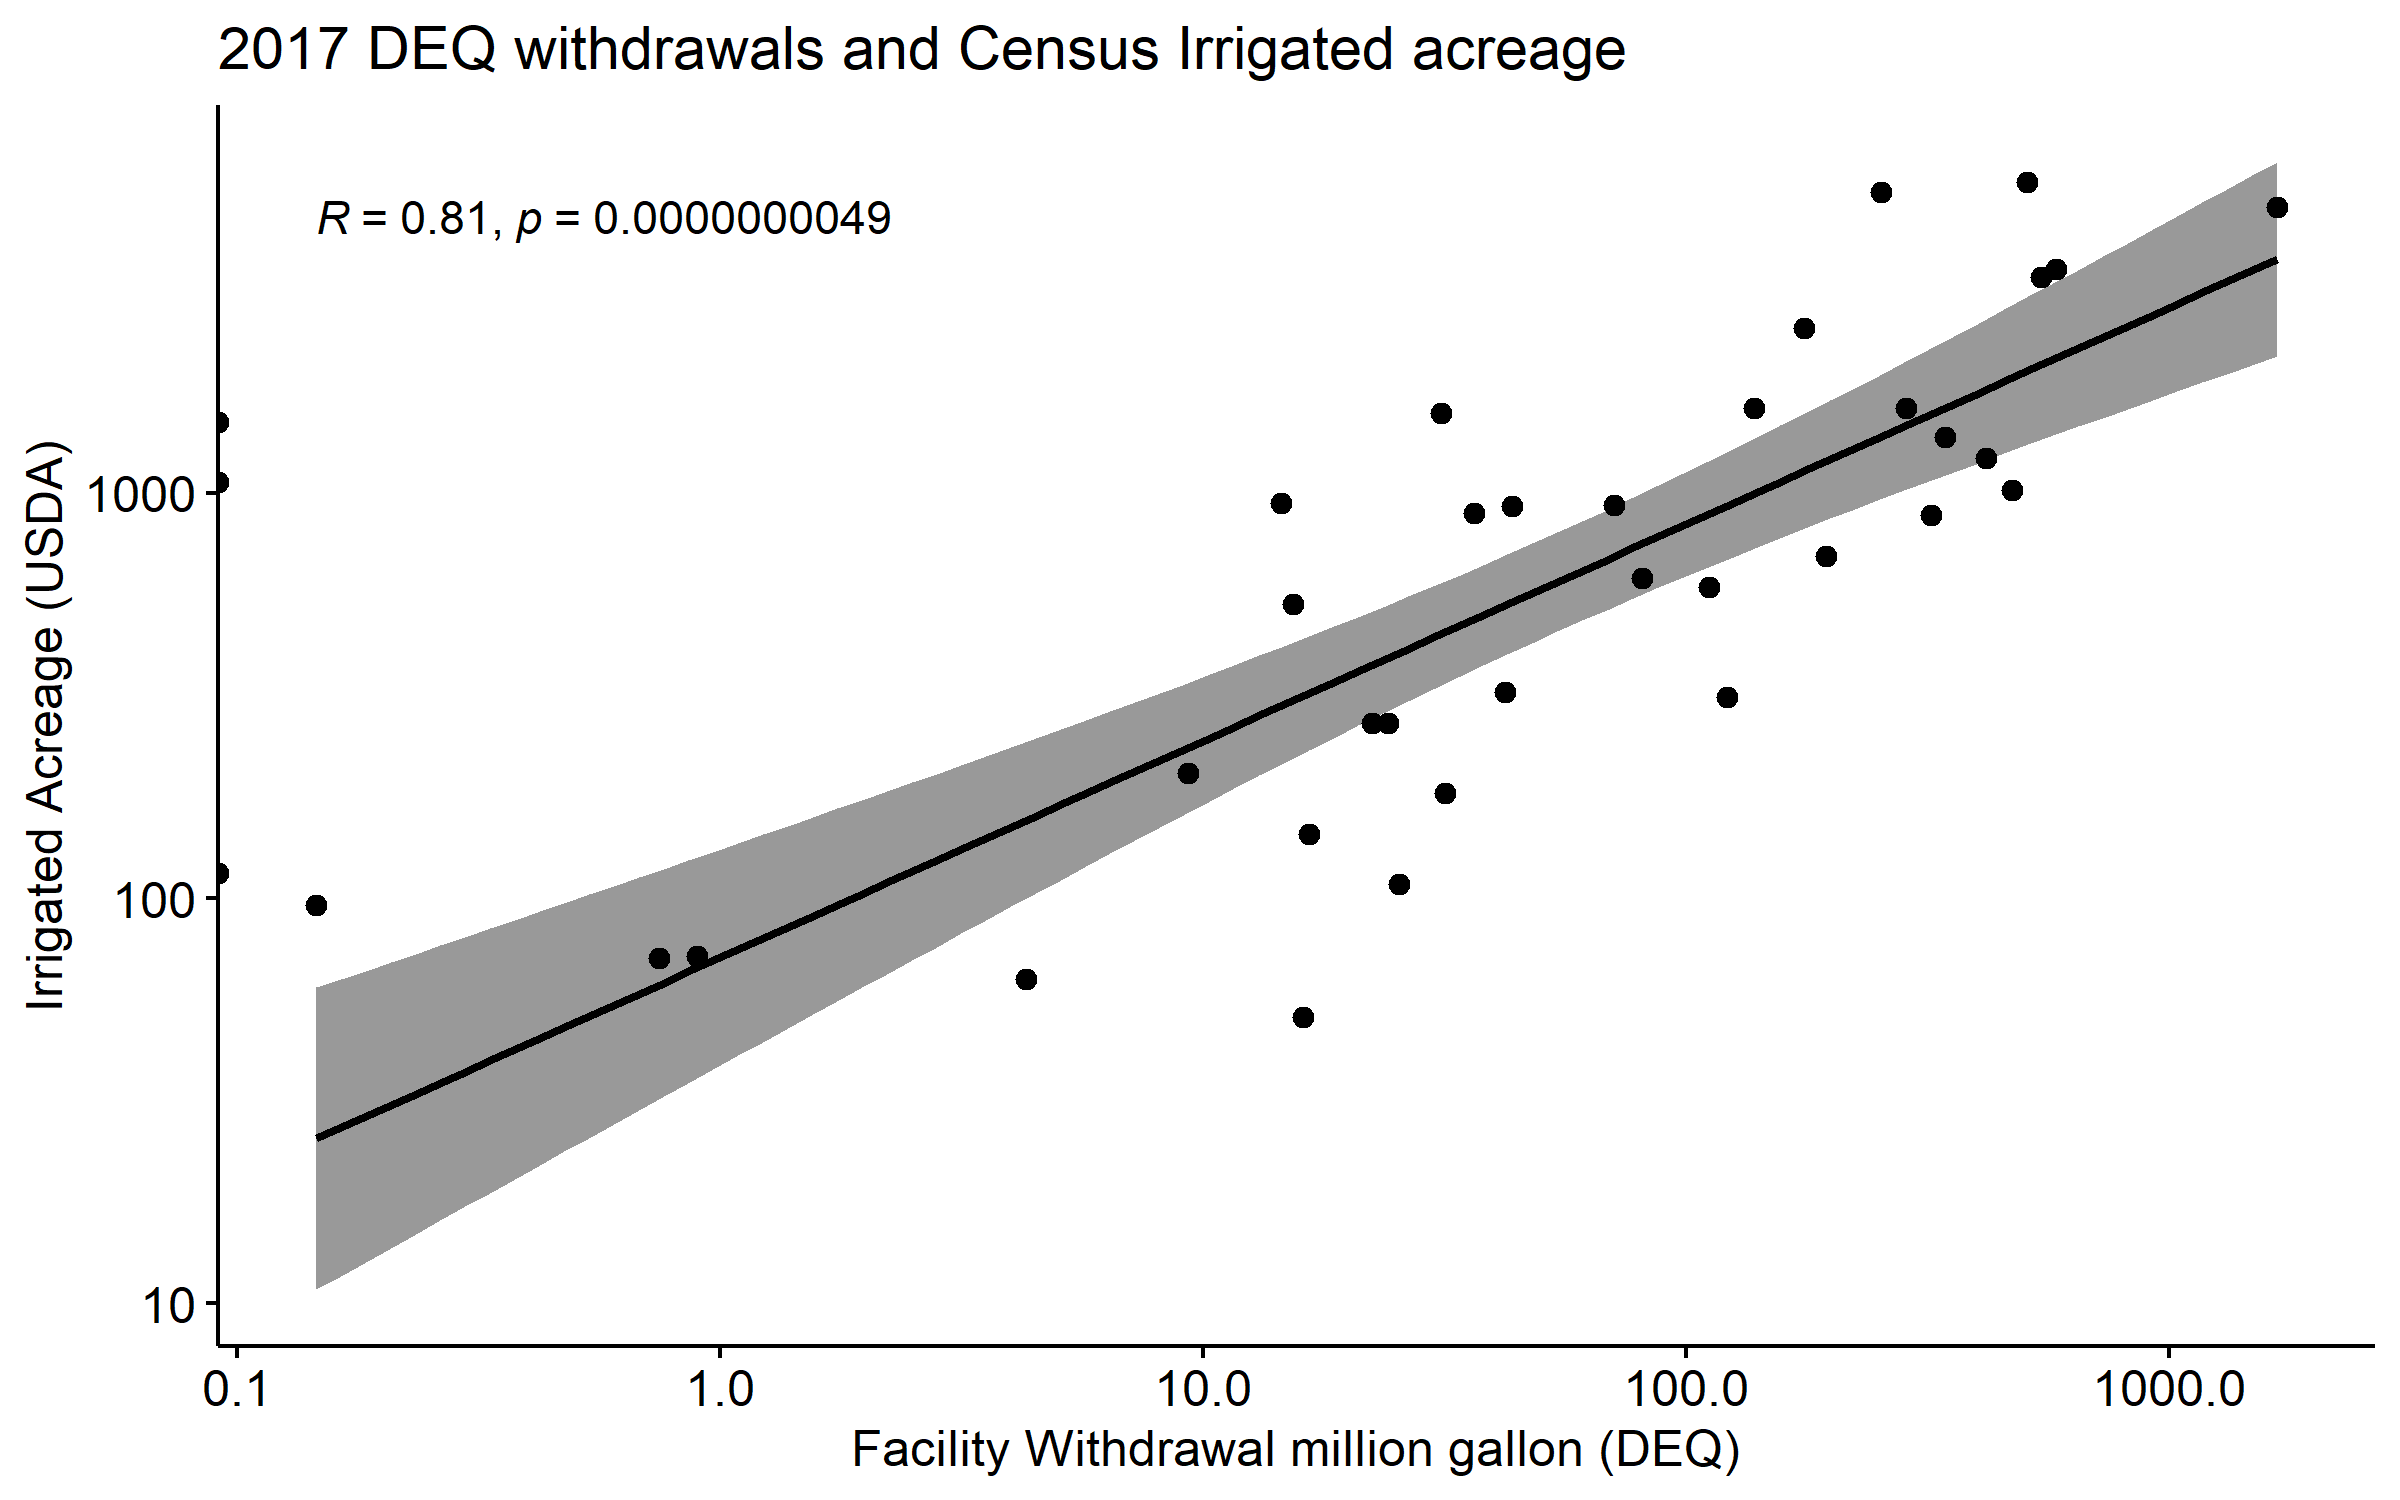 2017 DEQ withdrawals and Census Irrigated acreage
R = 0.81, p = 0.0000000049
Irrigated Acreage (USDA)
1000
100
10
0.1 1.0 10.0 100.0 1000.0
Facility Withdrawal million gallon (DEQ)